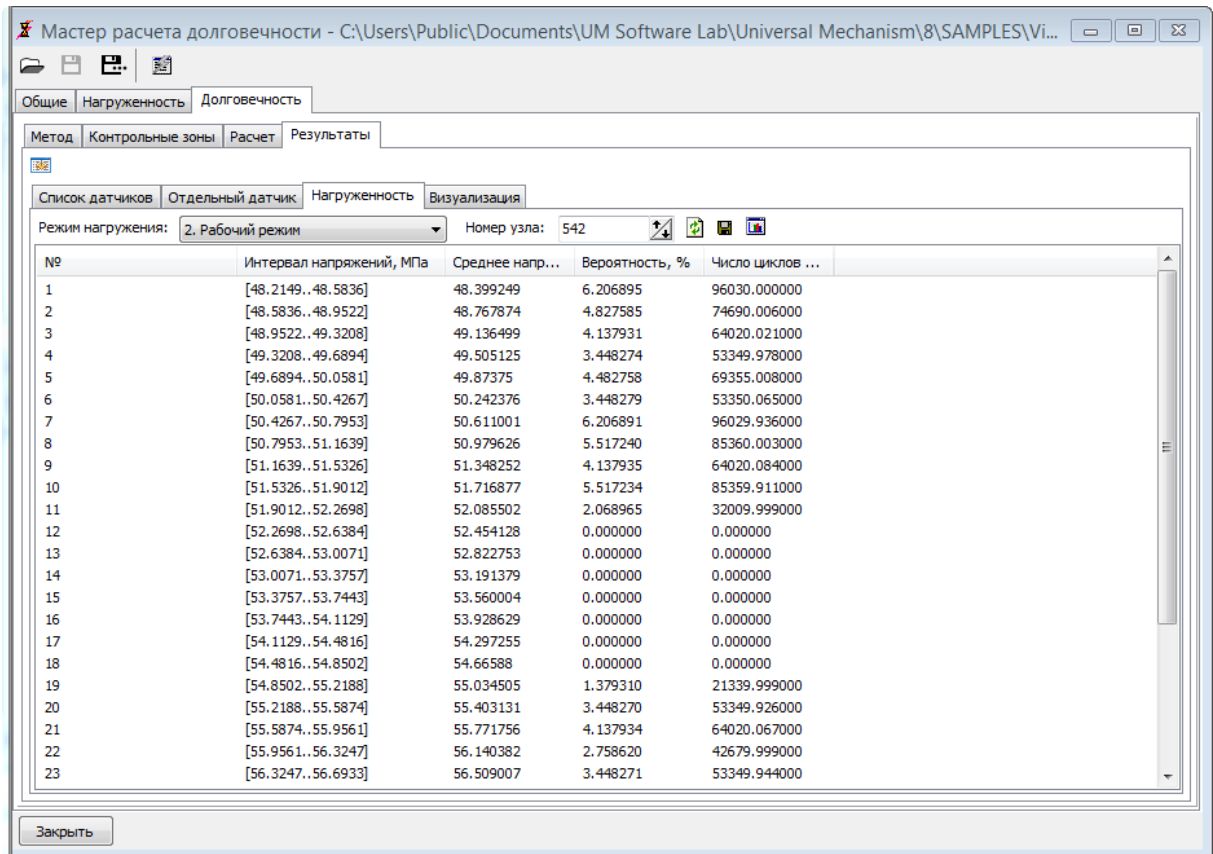 Мастер расчета долговечности - C:\Users\Public\Documents\UM Software Lab\Universal Mechanism\8\SAMPLES\Vi...
Общие Нагруженность Долговечность
Метод Контрольные зоны Расчет Результаты
Список датчиков Отдельный датчик Нагруженность Визуализация
Режим нагружения: 2. Рабочий режим Номер узла: 542
№ Интервал напряжений, МПа Среднее напр... Вероятность, % Число циклов ...
1 [48.2149..48.5836] 48.399249 6.206895 96030.000000
2 [48.5836..48.9522] 48.767874 4.827585 74690.006000
3 [48.9522..49.3208] 49.136499 4.137931 64020.021000
4 [49.3208..49.6894] 49.505125 3.448274 53349.978000
5 [49.6894..50.0581] 49.87375 4.482758 69355.008000
6 [50.0581..50.4267] 50.242376 3.448279 53350.065000
7 [50.4267..50.7953] 50.611001 6.206891 96029.936000
8 [50.7953..51.1639] 50.979626 5.517240 85360.003000
9 [51.1639..51.5326] 51.348252 4.137935 64020.084000
10 [51.5326..51.9012] 51.716877 5.517234 85359.911000
11 [51.9012..52.2698] 52.085502 2.068965 32009.999000
12 [52.2698..52.6384] 52.454128 0.000000 0.000000
13 [52.6384..53.0071] 52.822753 0.000000 0.000000
14 [53.0071..53.3757] 53.191379 0.000000 0.000000
15 [53.3757..53.7443] 53.560004 0.000000 0.000000
16 [53.7443..54.1129] 53.928629 0.000000 0.000000
17 [54.1129..54.4816] 54.297255 0.000000 0.000000
18 [54.4816..54.8502] 54.66588 0.000000 0.000000
19 [54.8502..55.2188] 55.034505 1.379310 21339.999000
20 [55.2188..55.5874] 55.403131 3.448270 53349.926000
21 [55.5874..55.9561] 55.771756 4.137934 64020.067000
22 [55.9561..56.3247] 56.140382 2.758620 42679.999000
23 [56.3247..56.6933] 56.509007 3.448271 53349.944000
Закрыть